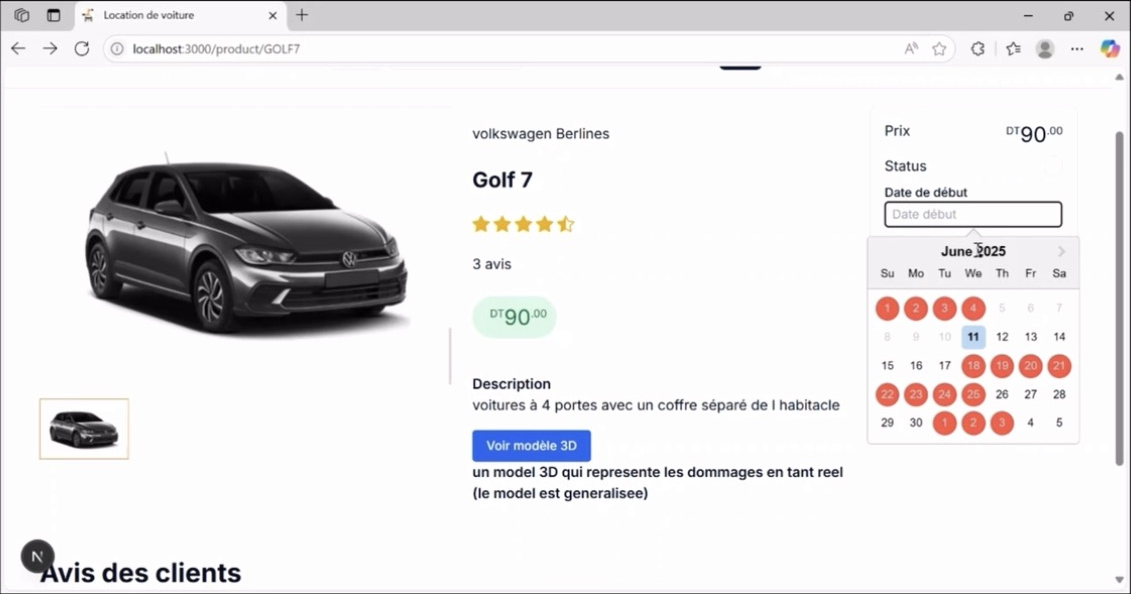 Location de voiture
localhost:3000/product/GOLF7
volkswagen Berlines
Golf 7
3 avis
DT90.00
Description
voitures à 4 portes avec un coffre séparé de l habitacle
Voir modèle 3D
un model 3D qui represente les dommages en tant reel
(le model est generalisee)
Prix DT90.00
Status
Date de début
Date début
June 2025
Su Mo Tu We Th Fr Sa
1 2 3 4 5 6 7
8 9 10 11 12 13 14
15 16 17 18 19 20 21
22 23 24 25 26 27 28
29 30 1 2 3 4 5
N
Avis des clients